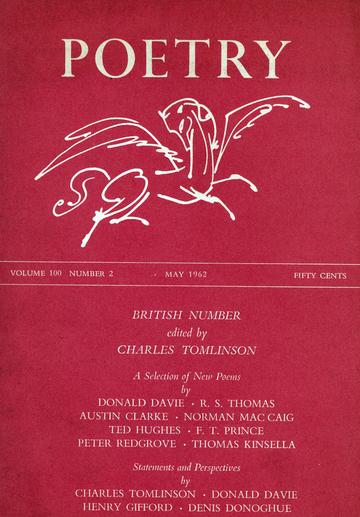 POETRY
VOLUME 100 NUMBER 2 · MAY 1962 FIFTY CENTS
BRITISH NUMBER
edited by
CHARLES TOMLINSON
A Selection of New Poems
by
DONALD DAVIE · R. S. THOMAS
AUSTIN CLARKE · NORMAN MAC CAIG
TED HUGHES · F. T. PRINCE
PETER REDGROVE · THOMAS KINSELLA
Statements and Perspectives
by
CHARLES TOMLINSON · DONALD DAVIE
HENRY GIFFORD · DENIS DONOGHUE